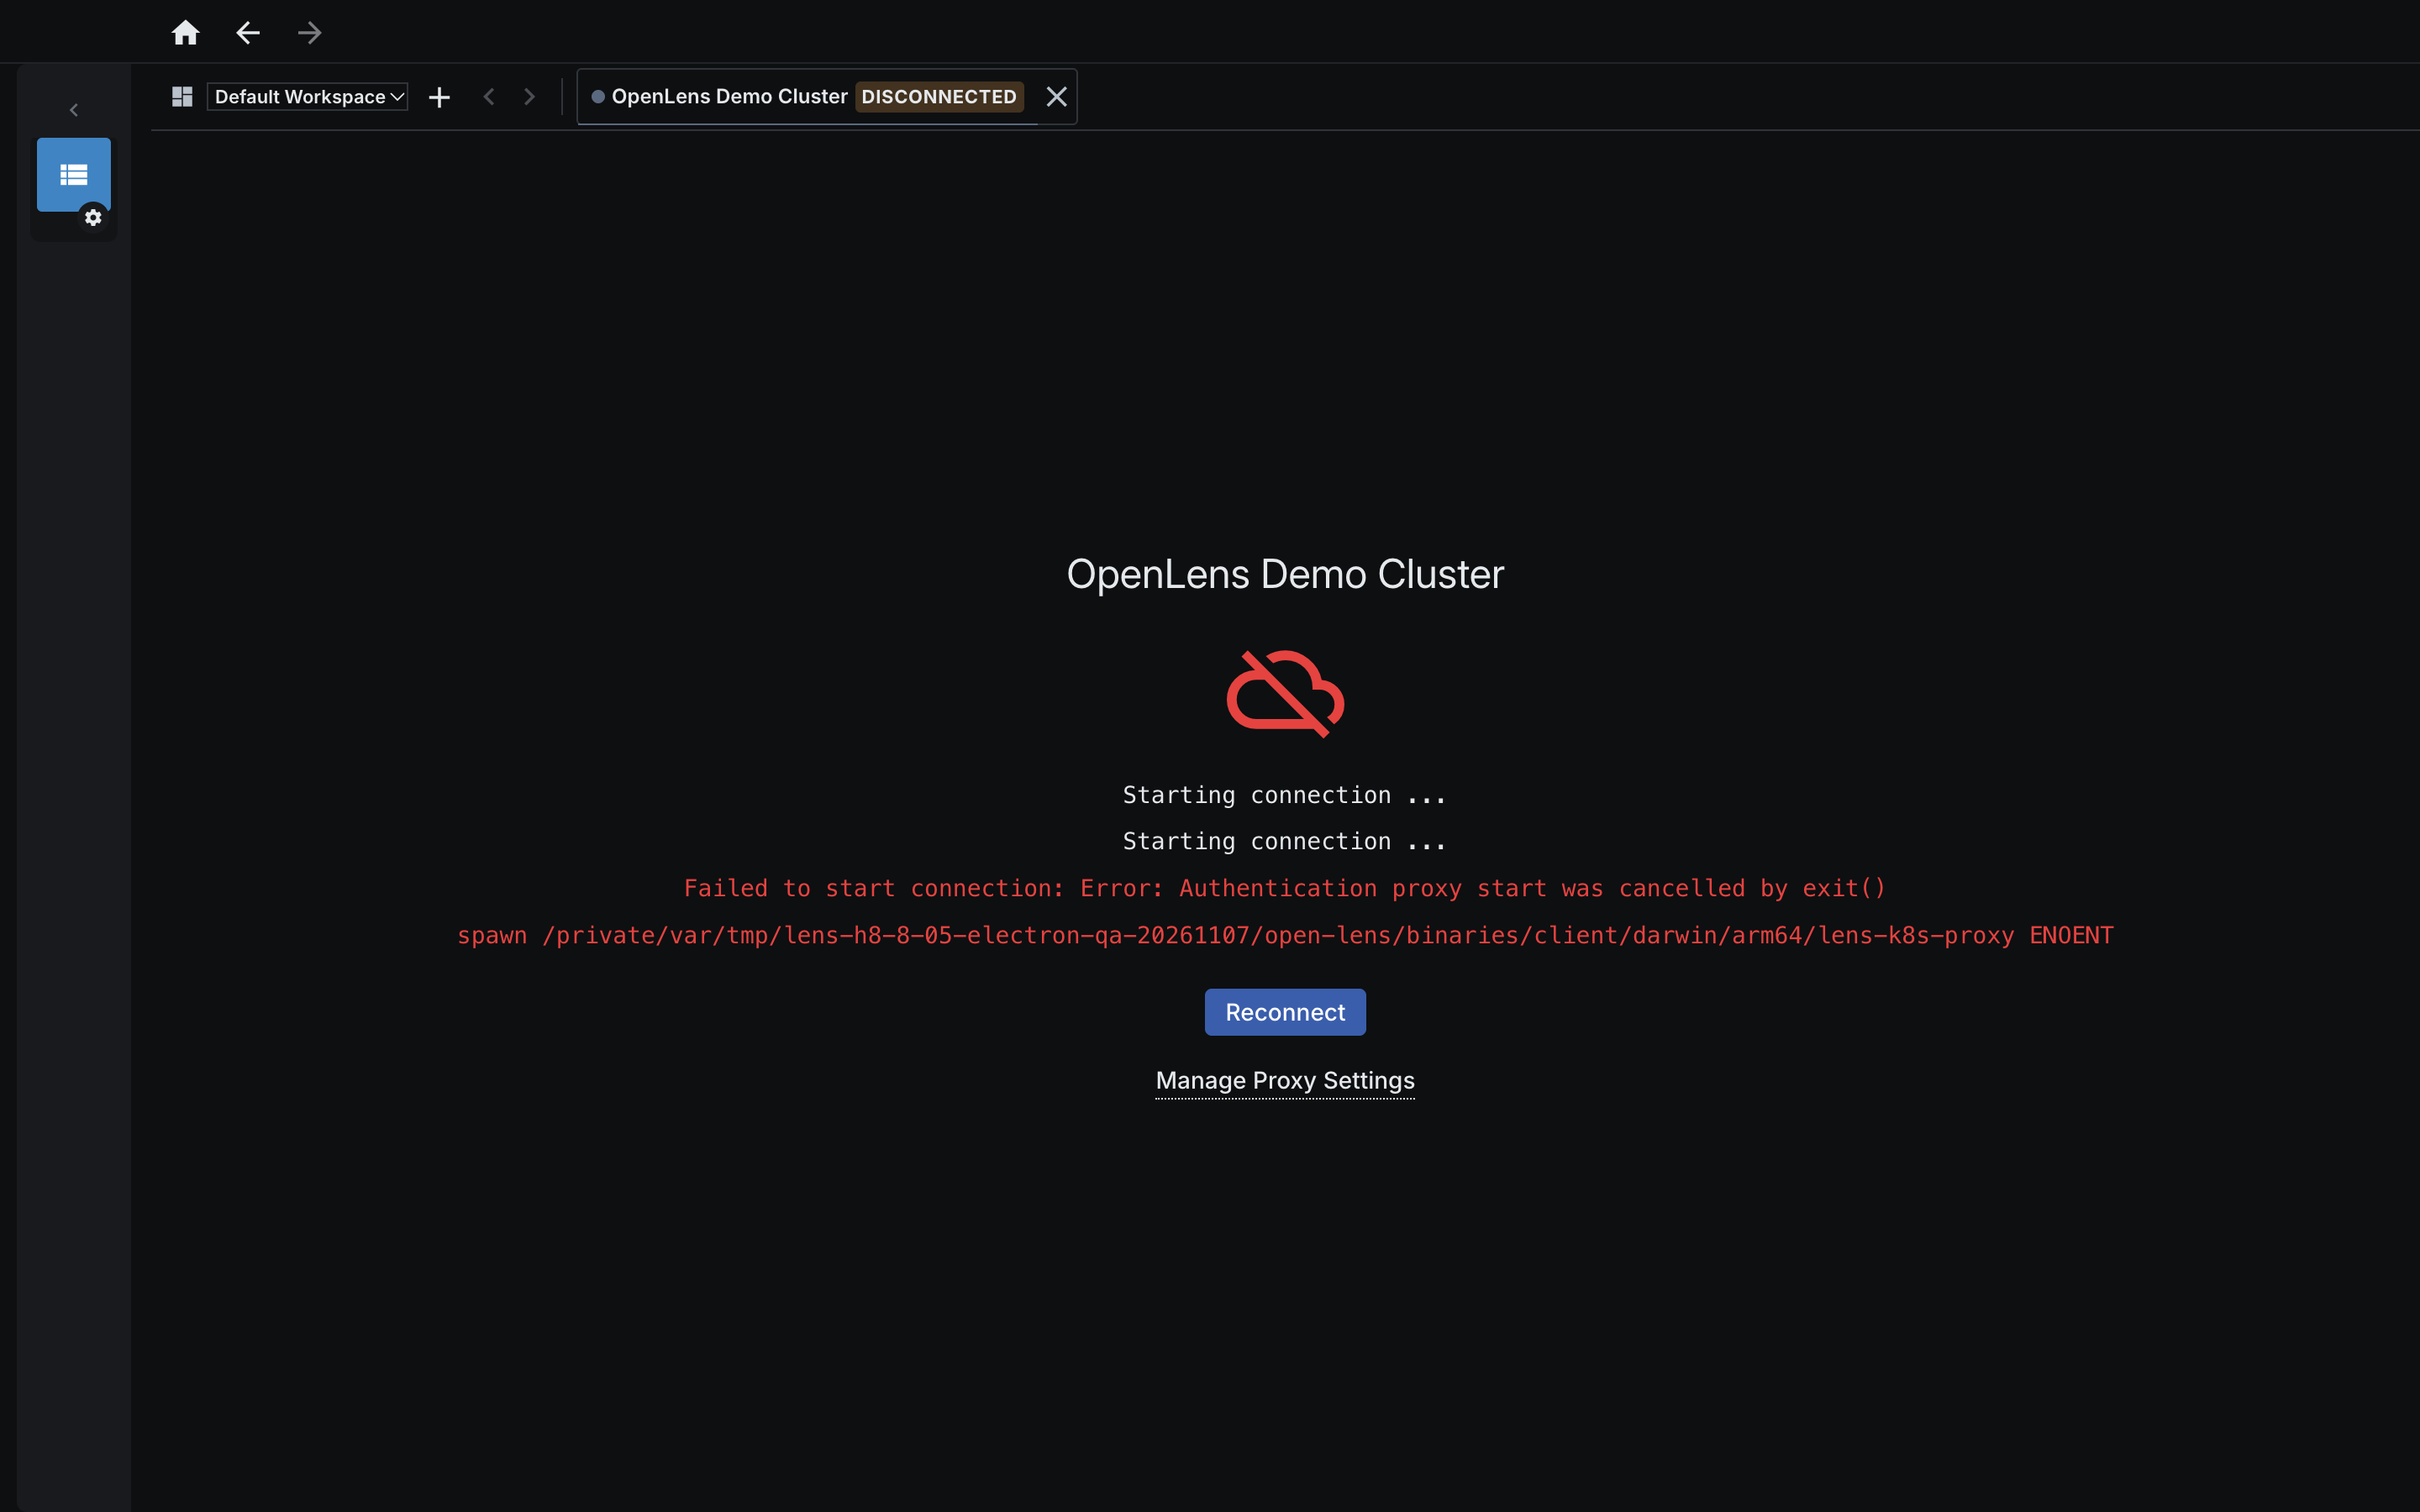 Default Workspace
OpenLens Demo Cluster DISCONNECTED
OpenLens Demo Cluster
Starting connection ...
Starting connection ...
Failed to start connection: Error: Authentication proxy start was cancelled by exit()
spawn /private/var/tmp/lens-h8-8-05-electron-qa-20261107/open-lens/binaries/client/darwin/arm64/lens-k8s-proxy ENOENT
Reconnect
Manage Proxy Settings